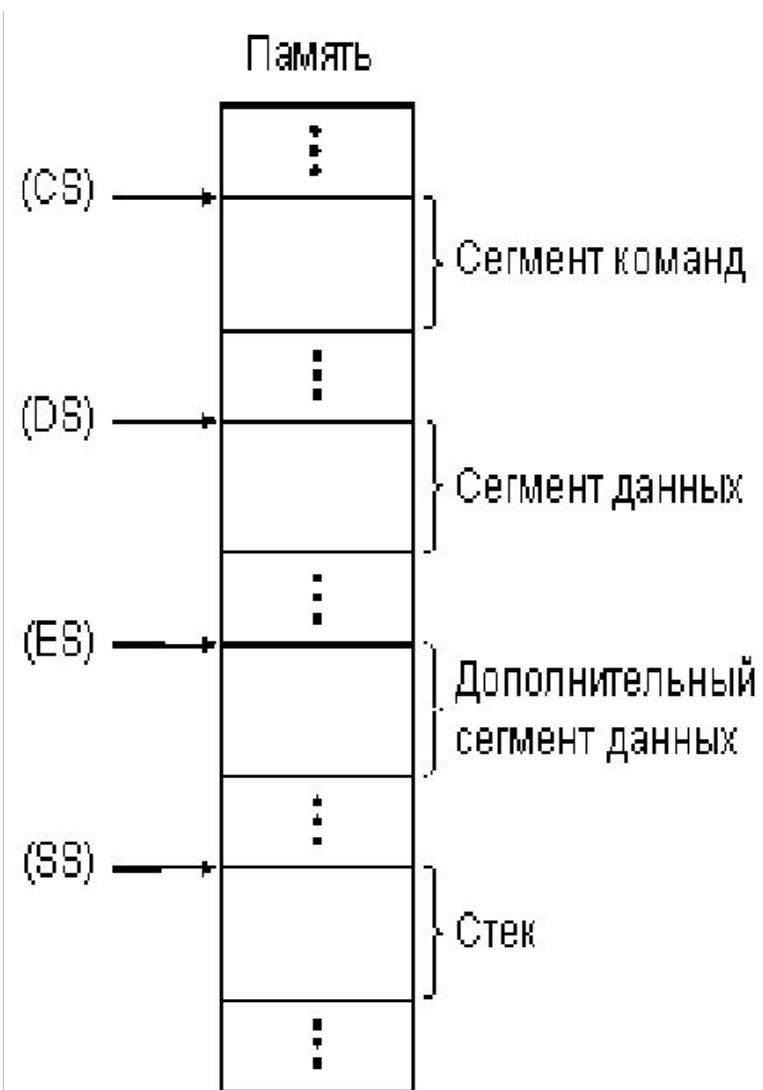 Память
(CS)
Сегмент команд
(DS)
Сегмент данных
(ES)
Дополнительный
сегмент данных
(SS)
Стек